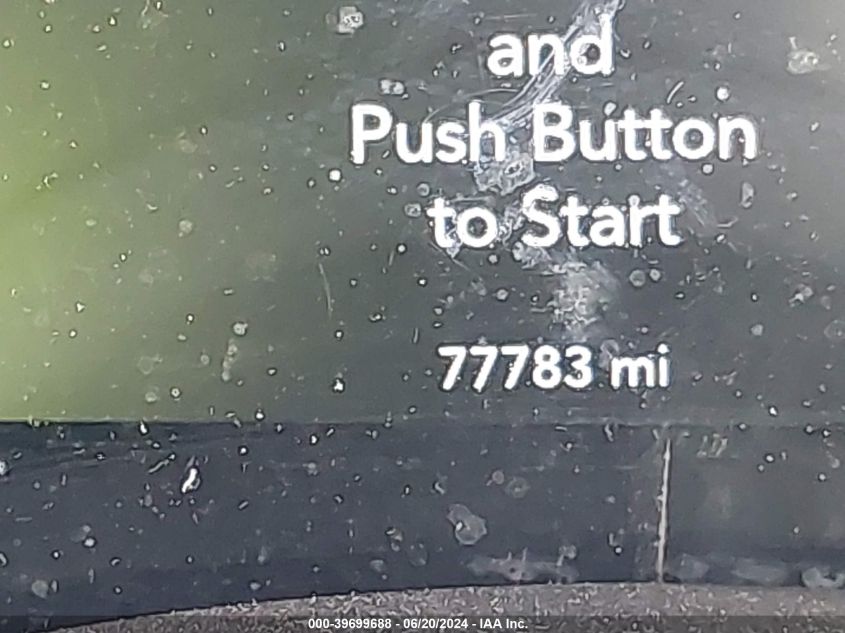 and
Push Button
to Start
77783 mi
000-39699688 - 06/20/2024 - IAA Inc.